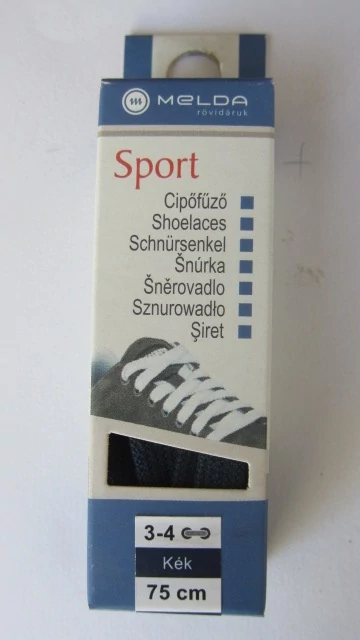 MELDA
rövidáruk
Sport
Cipőfűző
Shoelaces
Schnürsenkel
Šnúrka
Šněrovadlo
Sznurowadło
Şiret
3-4
Kék
75 cm